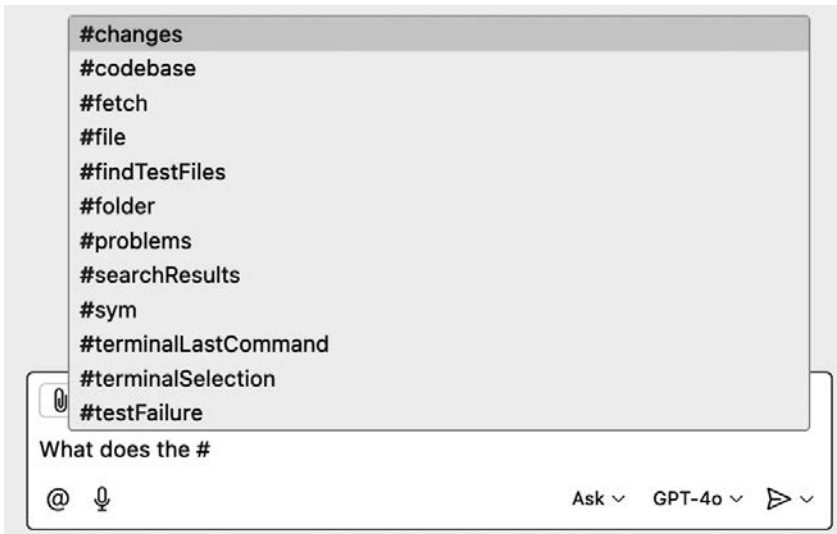 #changes
#codebase
#fetch
#file
#findTestFiles
#folder
#problems
#searchResults
#sym
#terminalLastCommand
#terminalSelection
#testFailure
What does the #
@ Ask GPT-4o